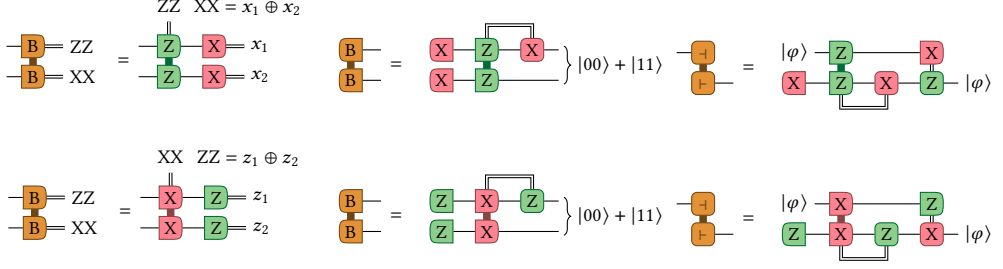 ZZ XX = x₁ ⊕ x₂
B ZZ = Z X x₁
B XX Z X x₂
B = X Z X |00⟩ + |11⟩
B X Z
⊣ = |φ⟩ Z X
⊢ X Z X Z |φ⟩
XX ZZ = z₁ ⊕ z₂
B ZZ = X Z z₁
B XX X Z z₂
B = Z X Z |00⟩ + |11⟩
B Z X
⊣ = |φ⟩ X Z
⊢ Z X Z X |φ⟩